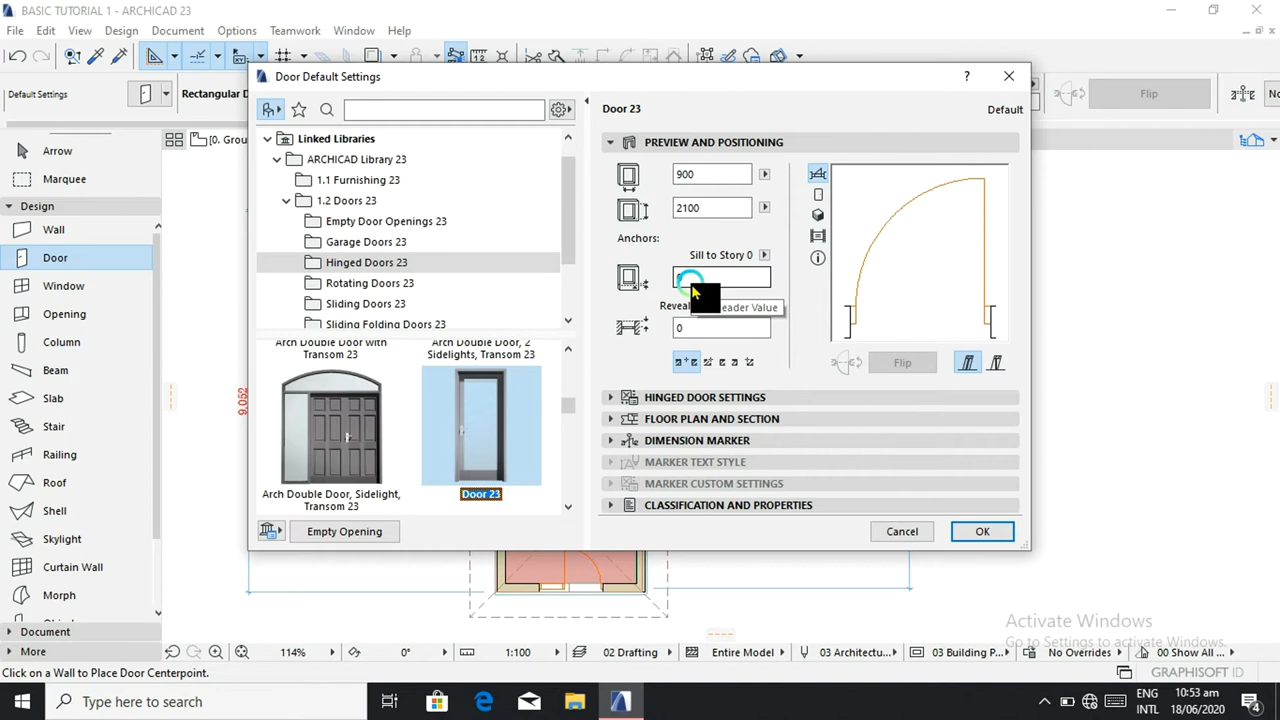 BASIC TUTORIAL 1 - ARCHICAD 23
File Edit View Design Document Options Teamwork Window Help
Door Default Settings
Default Settings
Rectangular D
Flip
Door 23
Default
Arrow
Marquee
Design
Wall
Door
Window
Opening
Column
Beam
Slab
Stair
Railing
Roof
Shell
Skylight
Curtain Wall
Morph
Document
More
[0. Grou
9.052
Linked Libraries
ARCHICAD Library 23
1.1 Furnishing 23
1.2 Doors 23
Empty Door Openings 23
Garage Doors 23
Hinged Doors 23
Rotating Doors 23
Sliding Doors 23
Sliding Folding Doors 23
Arch Double Door with
Transom 23
Arch Double Door, 2
Sidelights, Transom 23
Arch Double Door, Sidelight,
Transom 23
Door 23
Empty Opening
PREVIEW AND POSITIONING
900
2100
Anchors:
Sill to Story 0
eader Value
Reveal
0
Flip
HINGED DOOR SETTINGS
FLOOR PLAN AND SECTION
DIMENSION MARKER
MARKER TEXT STYLE
MARKER CUSTOM SETTINGS
CLASSIFICATION AND PROPERTIES
Cancel OK
Activate Windows
Go to Settings to activate Windows.
114% 0° 1:100 02 Drafting Entire Model 03 Architectu... 03 Building P... No Overrides 00 Show All ...
Click on a Wall to Place Door Centerpoint.
GRAPHISOFT ID
Type here to search
ENG
INTL
10:53 am
18/06/2020
4